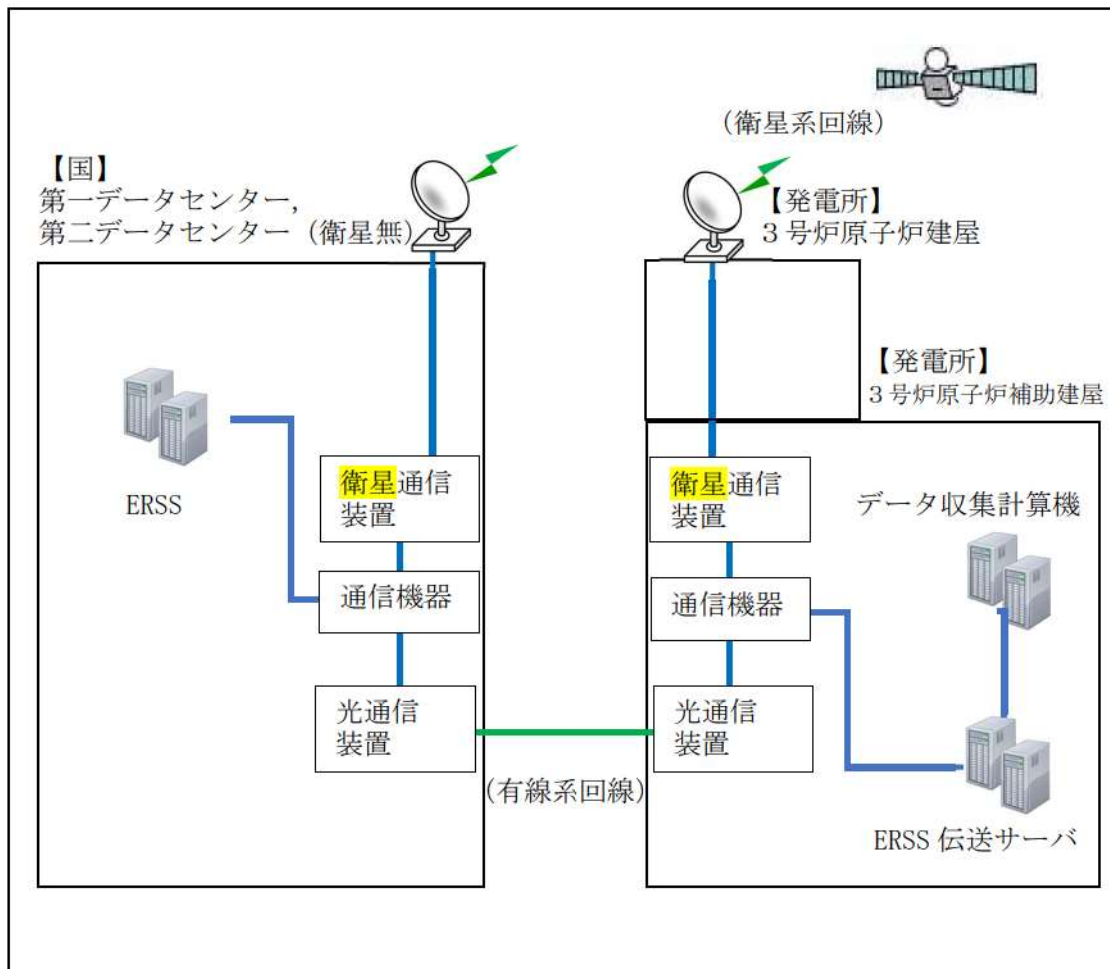 （衛星系回線）
【国】
第一データセンター，
第二データセンター（衛星無）
【発電所】
３号炉原子炉建屋
【発電所】
３号炉原子炉補助建屋
ERSS
衛星通信
装置
通信機器
光通信
装置
（有線系回線）
衛星通信
装置
通信機器
光通信
装置
データ収集計算機
ERSS 伝送サーバ